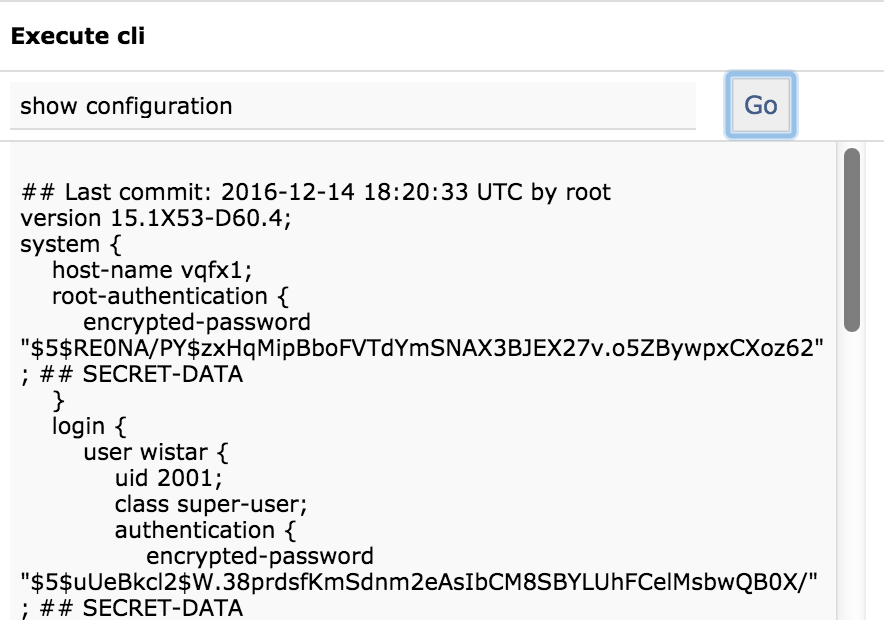 Execute cli
show configuration
Go
## Last commit: 2016-12-14 18:20:33 UTC by root
version 15.1X53-D60.4;
system {
host-name vqfx1;
root-authentication {
encrypted-password
"$5$RE0NA/PY$zxHqMipBboFVTdYmSNAX3BJEX27v.o5ZBywpxCXoz62"
; ## SECRET-DATA
}
login {
user wistar {
uid 2001;
class super-user;
authentication {
encrypted-password
"$5$uUeBkcl2$W.38prdsfKmSdnm2eAsIbCM8SBYLUhFCelMsbwQB0X/"
; ## SECRET-DATA